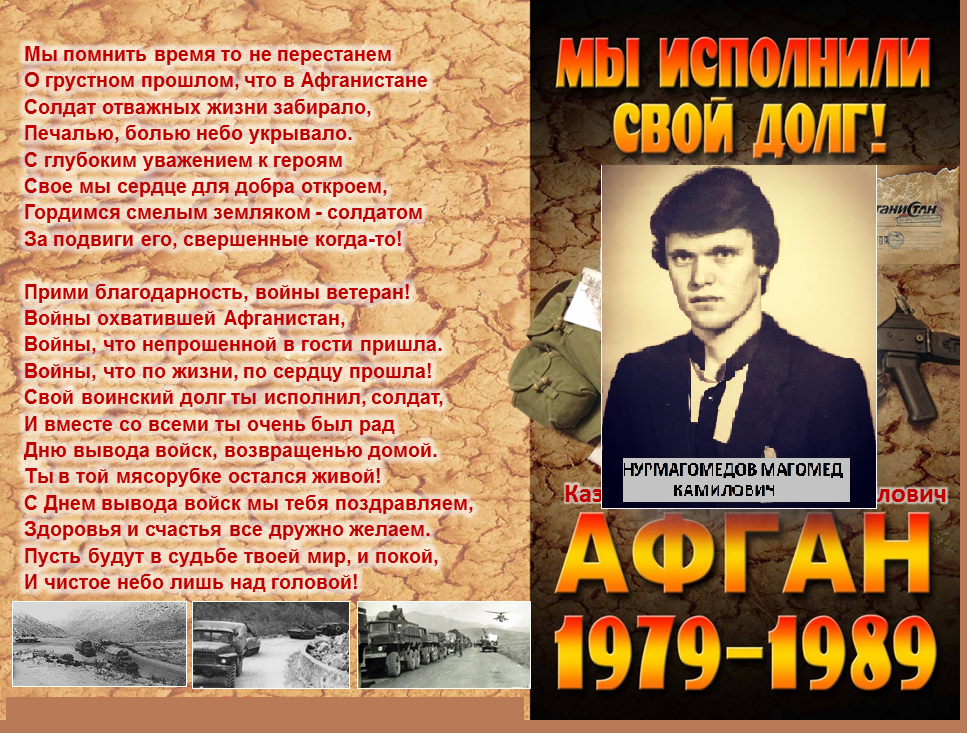 Мы помнить время то не перестанем
О грустном прошлом, что в Афганистане
Солдат отважных жизни забирало,
Печалью, болью небо укрывало.
С глубоким уважением к героям
Свое мы сердце для добра откроем,
Гордимся смелым земляком - солдатом
За подвиги его, свершенные когда-то!
Прими благодарность, войны ветеран!
Войны охватившей Афганистан,
Войны, что непрошенной в гости пришла.
Войны, что по жизни, по сердцу прошла!
Свой воинский долг ты исполнил, солдат,
И вместе со всеми ты очень был рад
Дню вывода войск, возвращенью домой.
Ты в той мясорубке остался живой!
С Днем вывода войск мы тебя поздравляем,
Здоровья и счастья все дружно желаем.
Пусть будут в судьбе твоей мир, и покой,
И чистое небо лишь над головой!
МЫ ИСПОЛНИЛИ
СВОЙ ДОЛГ!
НУРМАГОМЕДОВ МАГОМЕД
КАМИЛОВИЧ
АФГАН
1979-1989